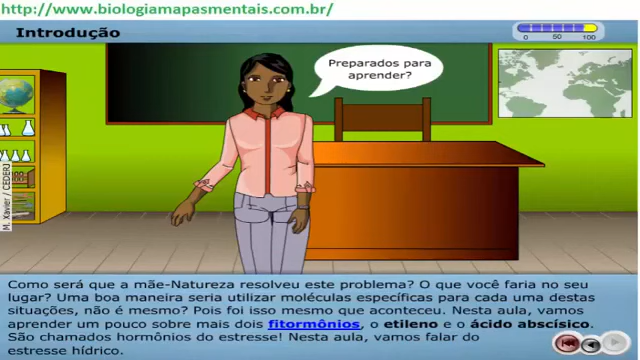 http://www.biologiamapasmentais.com.br/
Introdução
0 50 100
Preparados para
aprender?
M. Xavier / CEDERJ
Como será que a mãe-Natureza resolveu este problema? O que você faria no seu
lugar? Uma boa maneira seria utilizar moléculas específicas para cada uma destas
situações, não é mesmo? Pois foi isso mesmo que aconteceu. Nesta aula, vamos
aprender um pouco sobre mais dois fitormônios, o etileno e o ácido abscísico.
São chamados hormônios do estresse! Nesta aula, vamos falar do
estresse hídrico.